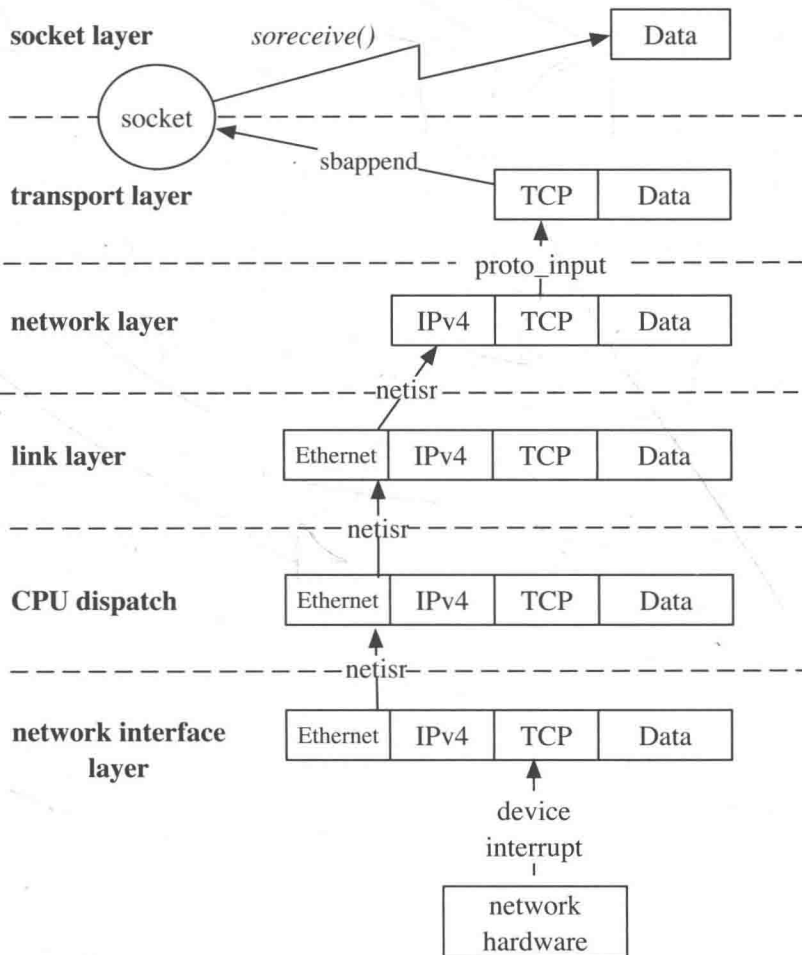 socket layer soreceive() Data
socket
sbappend
transport layer TCP Data
proto_input
network layer IPv4 TCP Data
netisr
link layer Ethernet IPv4 TCP Data
netisr
CPU dispatch Ethernet IPv4 TCP Data
netisr
network interface
layer
Ethernet IPv4 TCP Data
device
interrupt
network
hardware